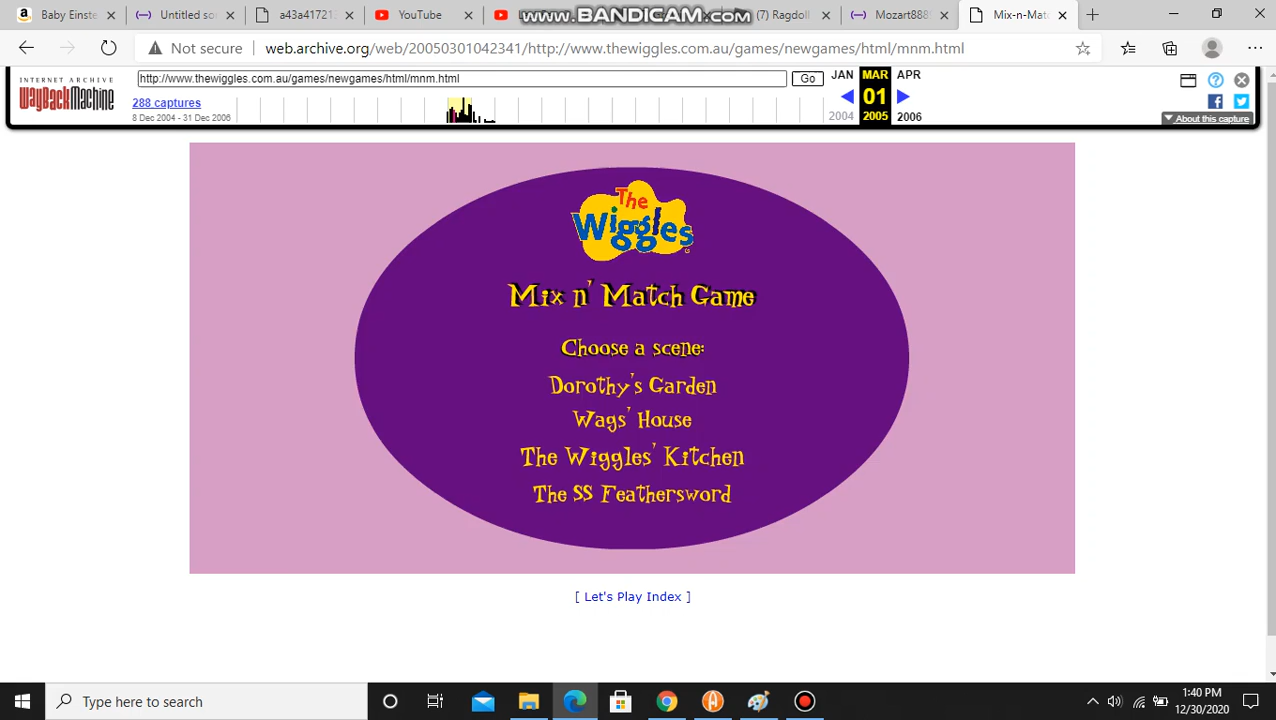 Baby Einste
Untitled so
a43a417213
YouTube
www.BANDICAM.com
(7) Ragdoll
Mozart888
Mix-n-Matc
Not secure
web.archive.org/web/20050301042341/http://www.thewiggles.com.au/games/newgames/html/mnm.html
INTERNET ARCHIVE
WayBackMachine
http://www.thewiggles.com.au/games/newgames/html/mnm.html
Go
JAN MAR APR
288 captures
01
8 Dec 2004 - 31 Dec 2006
2004 2005 2006
About this capture
The
Wiggles
Mix n' Match Game
Choose a scene:
Dorothy's Garden
Wags' House
The Wiggles' Kitchen
The SS Feathersword
[ Let's Play Index ]
Type here to search
1:40 PM
12/30/2020